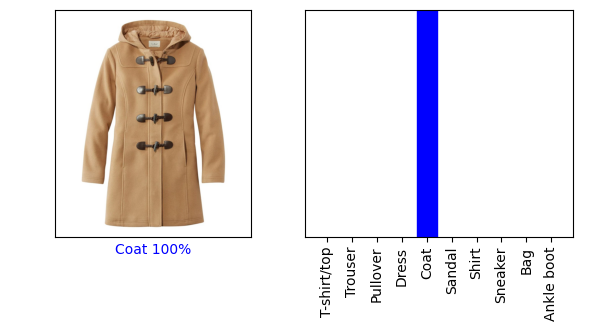 Coat 100%
T-shirt/top
Trouser
Pullover
Dress
Coat
Sandal
Shirt
Sneaker
Bag
Ankle boot